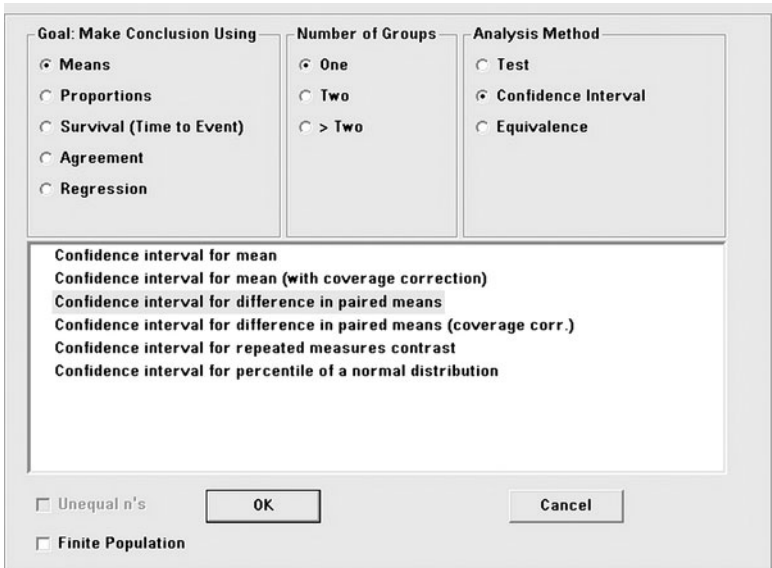 Goal: Make Conclusion Using
Means
Proportions
Survival (Time to Event)
Agreement
Regression
Number of Groups
One
Two
> Two
Analysis Method
Test
Confidence Interval
Equivalence
Confidence interval for mean
Confidence interval for mean (with coverage correction)
Confidence interval for difference in paired means
Confidence interval for difference in paired means (coverage corr.)
Confidence interval for repeated measures contrast
Confidence interval for percentile of a normal distribution
Unequal n's
OK
Cancel
Finite Population